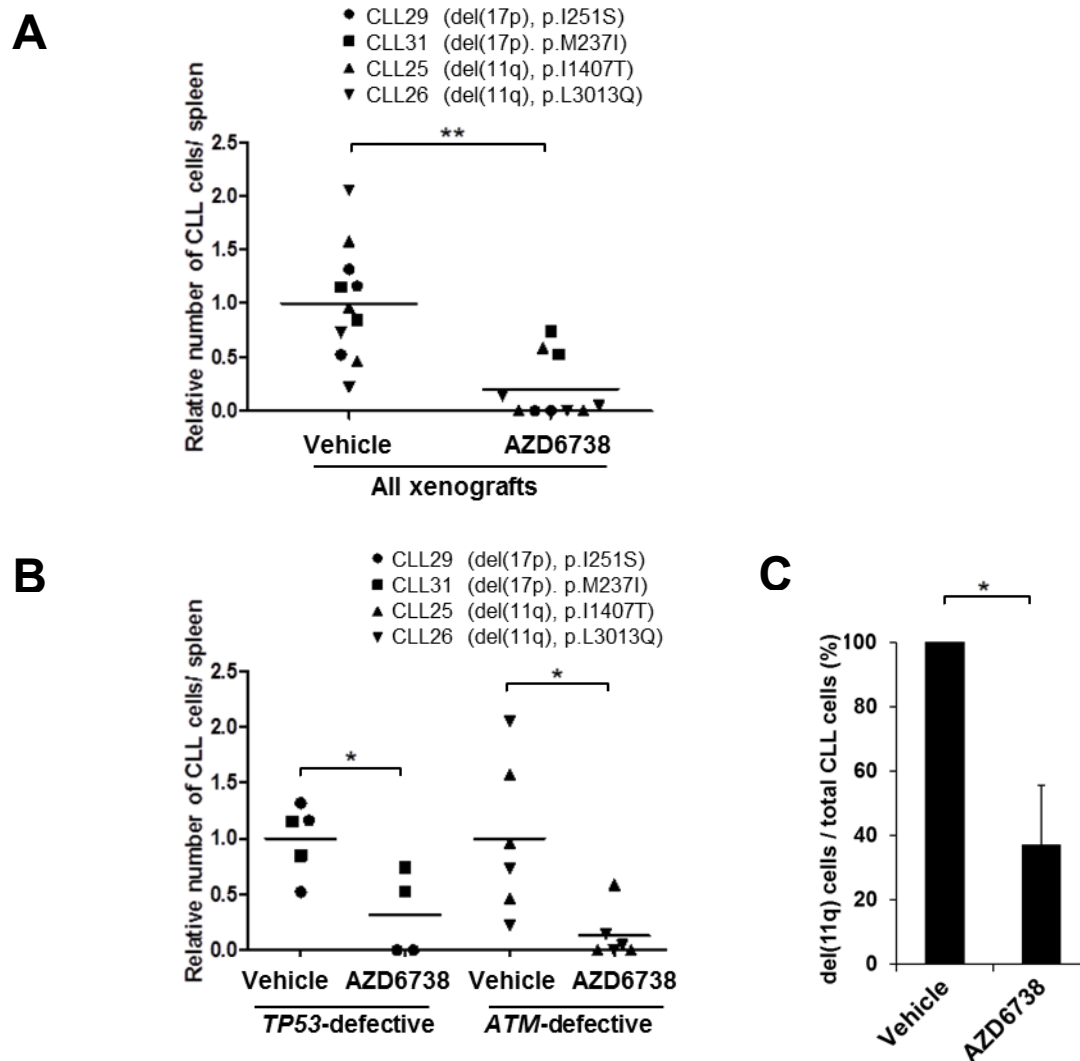 A
● CLL29 (del(17p), p.I251S)
■ CLL31 (del(17p). p.M237I)
▲ CLL25 (del(11q), p.I1407T)
▼ CLL26 (del(11q), p.L3013Q)
Relative number of CLL cells/ spleen
2.5
2.0
1.5
1.0
0.5
0.0
**
Vehicle AZD6738
All xenografts
B
● CLL29 (del(17p), p.I251S)
■ CLL31 (del(17p). p.M237I)
▲ CLL25 (del(11q), p.I1407T)
▼ CLL26 (del(11q), p.L3013Q)
Relative number of CLL cells/ spleen
2.5
2.0
1.5
1.0
0.5
0.0
* *
Vehicle AZD6738 Vehicle AZD6738
TP53-defective ATM-defective
C
*
del(11q) cells / total CLL cells (%)
100
80
60
40
20
0
Vehicle AZD6738